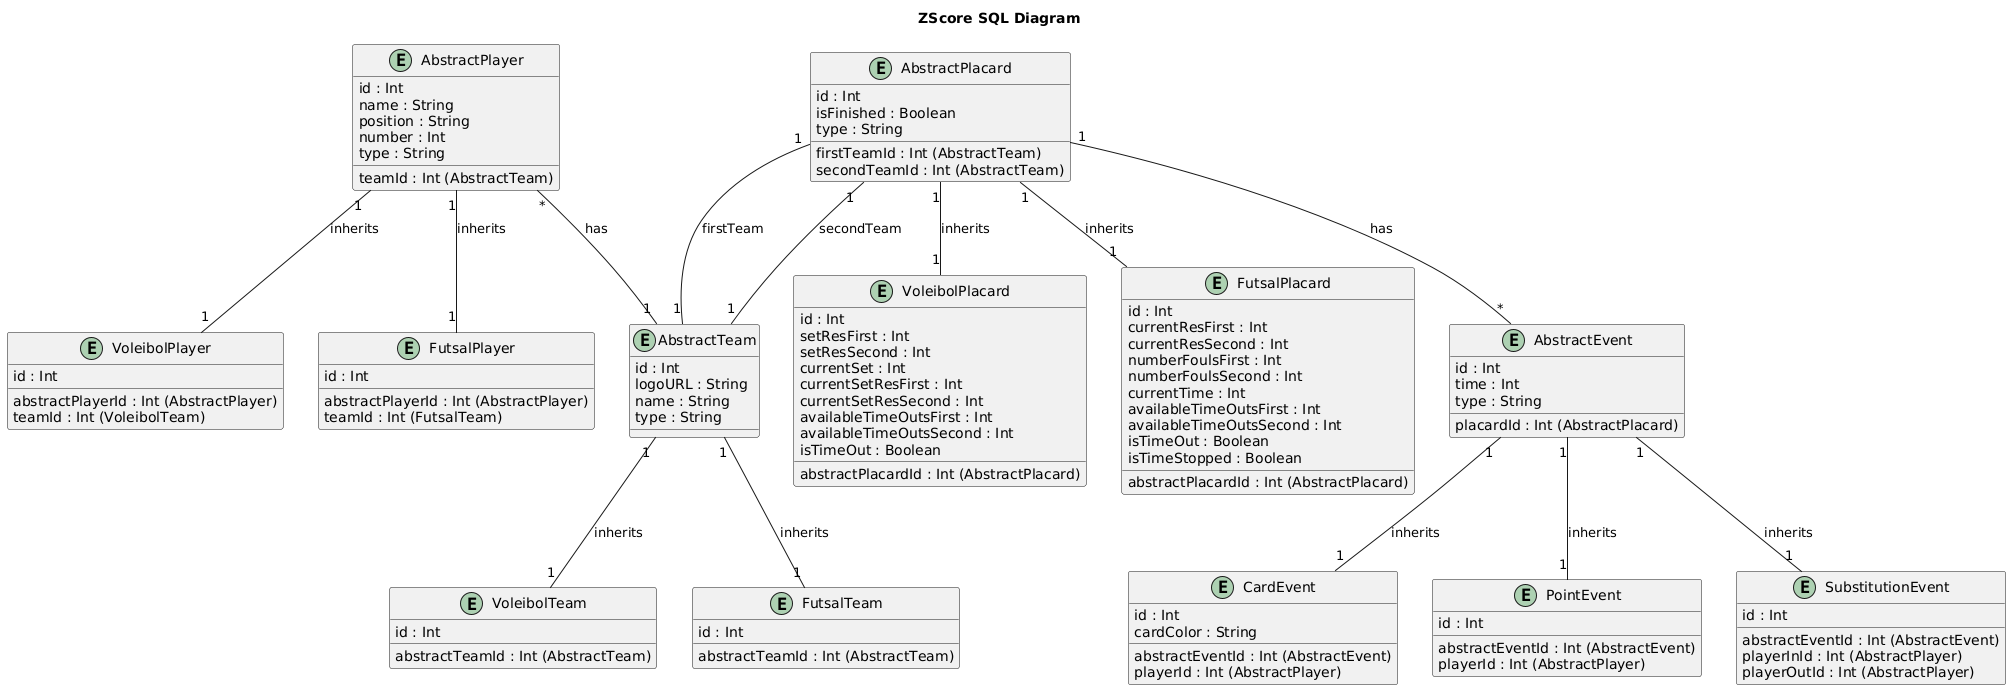 ZScore SQL Diagram
E AbstractPlayer
id : Int
name : String
position : String
number : Int
type : String
teamId : Int (AbstractTeam)
E AbstractPlacard
id : Int
isFinished : Boolean
type : String
firstTeamId : Int (AbstractTeam)
secondTeamId : Int (AbstractTeam)
1
1
1
1
*
1
1
1
inherits
inherits
has
firstTeam
secondTeam
inherits
inherits
has
1
1
1
1
1
1
1
*
E VoleibolPlayer
id : Int
abstractPlayerId : Int (AbstractPlayer)
teamId : Int (VoleibolTeam)
E FutsalPlayer
id : Int
abstractPlayerId : Int (AbstractPlayer)
teamId : Int (FutsalTeam)
E AbstractTeam
id : Int
logoURL : String
name : String
type : String
E VoleibolPlacard
id : Int
setResFirst : Int
setResSecond : Int
currentSet : Int
currentSetResFirst : Int
currentSetResSecond : Int
availableTimeOutsFirst : Int
availableTimeOutsSecond : Int
isTimeOut : Boolean
abstractPlacardId : Int (AbstractPlacard)
E FutsalPlacard
id : Int
currentResFirst : Int
currentResSecond : Int
numberFoulsFirst : Int
numberFoulsSecond : Int
currentTime : Int
availableTimeOutsFirst : Int
availableTimeOutsSecond : Int
isTimeOut : Boolean
isTimeStopped : Boolean
abstractPlacardId : Int (AbstractPlacard)
E AbstractEvent
id : Int
time : Int
type : String
placardId : Int (AbstractPlacard)
1
1
1
1
1
inherits
inherits
inherits
inherits
inherits
1
1
1
1
1
E VoleibolTeam
id : Int
abstractTeamId : Int (AbstractTeam)
E FutsalTeam
id : Int
abstractTeamId : Int (AbstractTeam)
E CardEvent
id : Int
cardColor : String
abstractEventId : Int (AbstractEvent)
playerId : Int (AbstractPlayer)
E PointEvent
id : Int
abstractEventId : Int (AbstractEvent)
playerId : Int (AbstractPlayer)
E SubstitutionEvent
id : Int
abstractEventId : Int (AbstractEvent)
playerInId : Int (AbstractPlayer)
playerOutId : Int (AbstractPlayer)